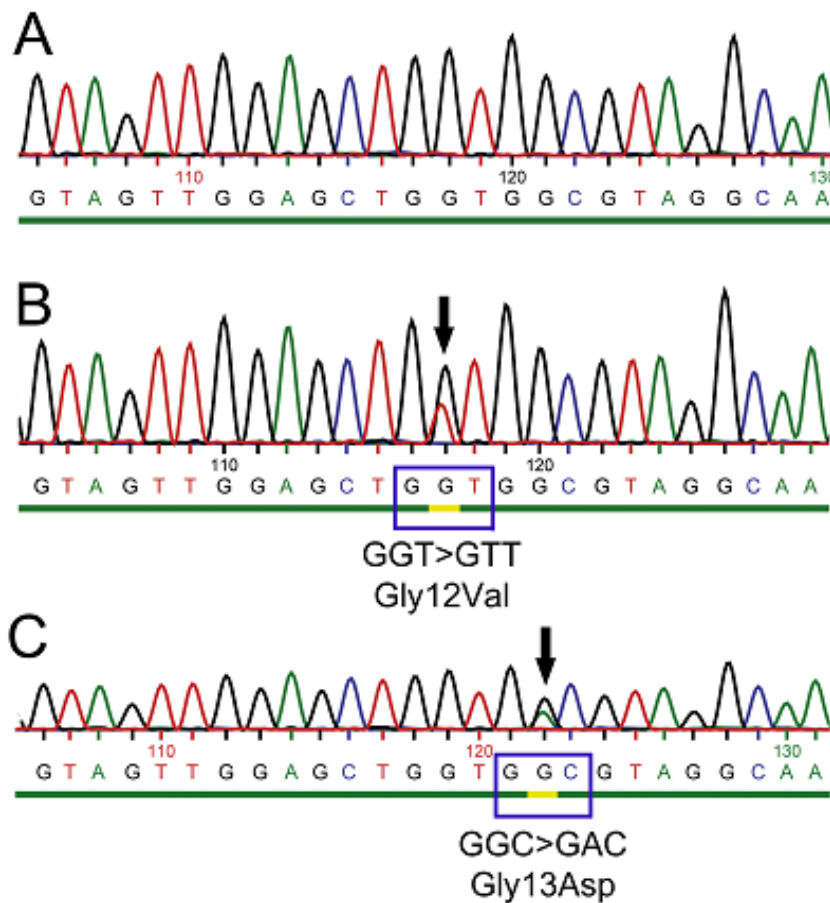 A
110 120 130
G T A G T T G G A G C T G G T G G C G T A G G C A A
B
110 120
G T A G T T G G A G C T G G T G G C G T A G G C A A
GGT>GTT
Gly12Val
C
110 120 130
G T A G T T G G A G C T G G T G G C G T A G G C A A
GGC>GAC
Gly13Asp